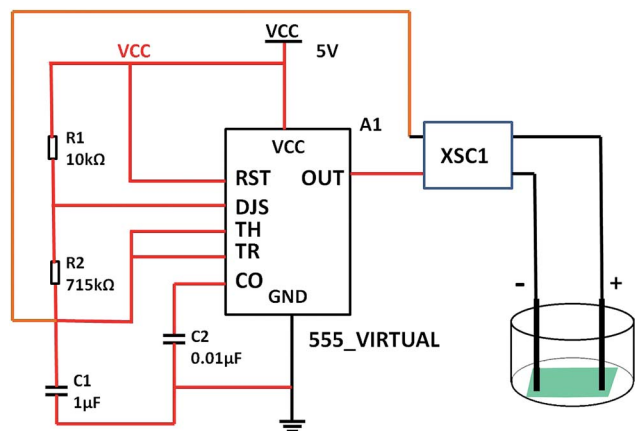 VCC
VCC
5V
A1
R1
10kΩ
VCC
XSC1
RST
OUT
DJS
TH
TR
R2
715kΩ
CO
GND
-
+
C2
0.01μF
555_VIRTUAL
C1
1μF